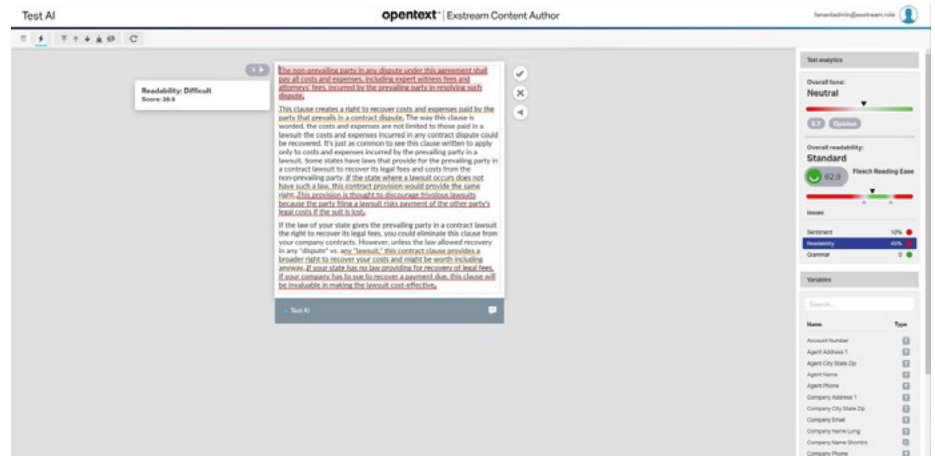 Test AI
opentext™ | Exstream Content Author
tenantadmin@exstream.role
Readability: Difficult
Score: 38.9
The non-prevailing party in any dispute under this agreement shall
pay all costs and expenses, including expert witness fees and
attorneys' fees, incurred by the prevailing party in resolving such
dispute.
This clause creates a right to recover costs and expenses paid by the
party that prevails in a contract dispute. The way this clause is
worded, the costs and expenses are not limited to those paid in a
lawsuit-the costs and expenses incurred in any contract dispute could
be recovered. It's just as common to see this clause written to apply
only to costs and expenses incurred by the prevailing party in a
lawsuit. Some states have laws that provide for the prevailing party in
a contract lawsuit to recover its legal fees and costs from the
non-prevailing party. If the state where a lawsuit occurs does not
have such a law, this contract provision would provide the same
right. This provision is thought to discourage frivolous lawsuits
because the party filing a lawsuit risks payment of the other party's
legal costs if the suit is lost.
If the law of your state gives the prevailing party in a contract lawsuit
the right to recover its legal fees, you could eliminate this clause from
your company contracts. However, unless the law allowed recovery
in any "dispute" vs. any "lawsuit," this contract clause provides a
broader right to recover your costs and might be worth including
anyway. If your state has no law providing for recovery of legal fees,
if your company has to sue to recover a payment due, this clause will
be invaluable in making the lawsuit cost-effective.
Test AI
Text analytics
Overall tone:
Neutral
Opinion
Overall readability:
Standard
62.9 Flesch Reading Ease
Issues
Sentiment 10%
Readability 40%
Grammar 0
Variables
Search...
Name Type
Account Number
Agent Address 1
Agent City State Zip
Agent Name
Agent Phone
Company Address 1
Company City State Zip
Company Email
Company Name Long
Company Name Short
Company Phone